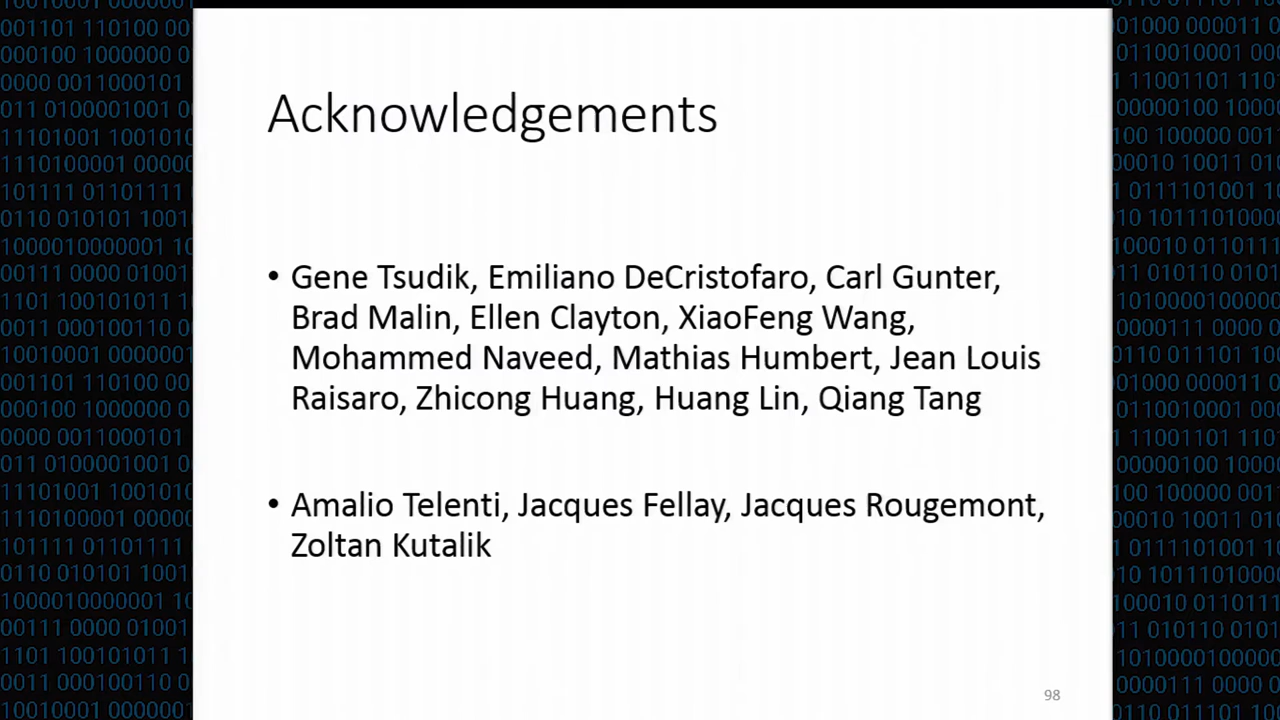 Acknowledgements
• Gene Tsudik, Emiliano DeCristofaro, Carl Gunter,
Brad Malin, Ellen Clayton, XiaoFeng Wang,
Mohammed Naveed, Mathias Humbert, Jean Louis
Raisaro, Zhicong Huang, Huang Lin, Qiang Tang
• Amalio Telenti, Jacques Fellay, Jacques Rougemont,
Zoltan Kutalik
98